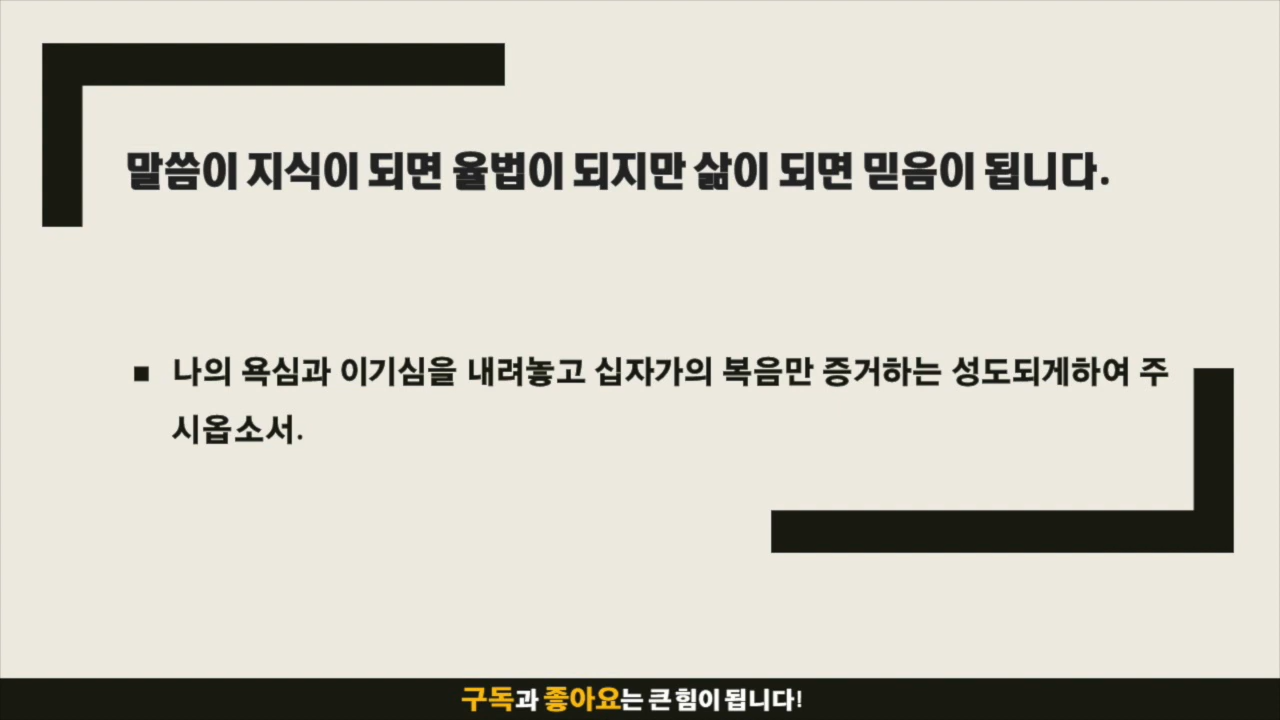 말씀이 지식이 되면 율법이 되지만 삶이 되면 믿음이 됩니다.
▪ 나의 욕심과 이기심을 내려놓고 십자가의 복음만 증거하는 성도되게하여 주
시옵소서.
구독과 좋아요는 큰 힘이 됩니다!